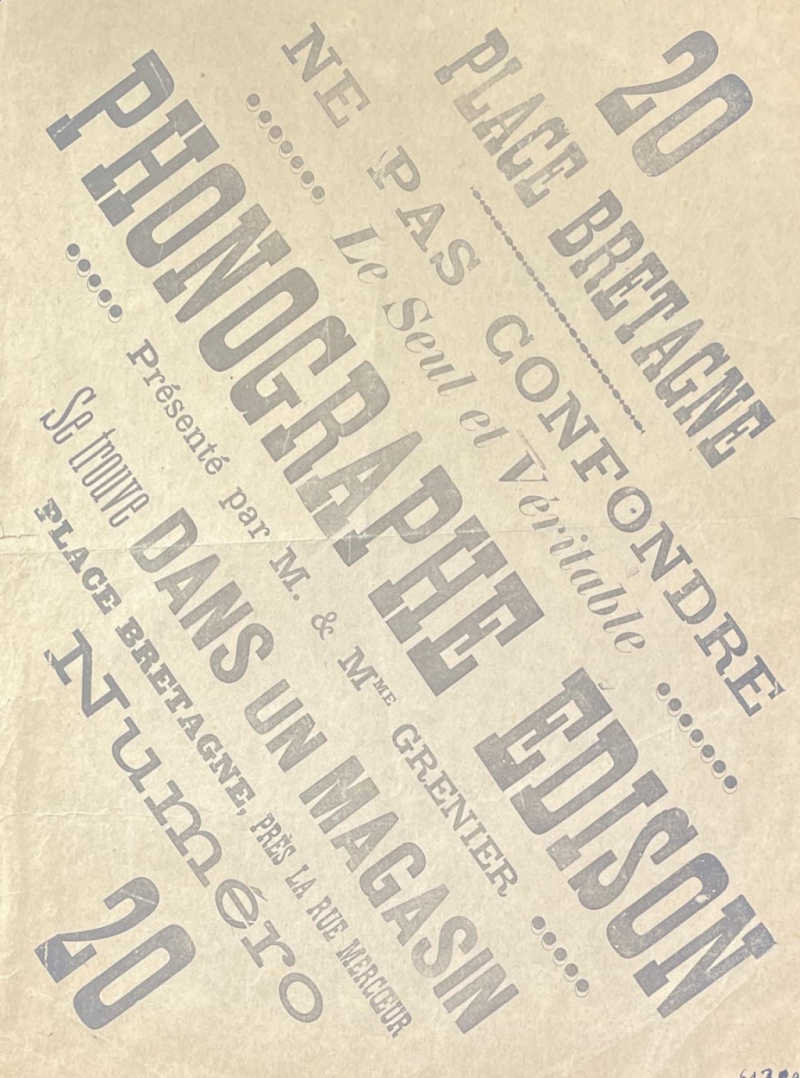 20
PLACE BRETAGNE
NE PAS CONFONDRE
Le Seul et Véritable
PHONOGRAPHE ÉDISON
Présenté par M. & MME GRENIER
Se trouve DANS UN MAGASIN
PLACE BRETAGNE, PRÈS LA RUE MERCŒUR
Numéro
20